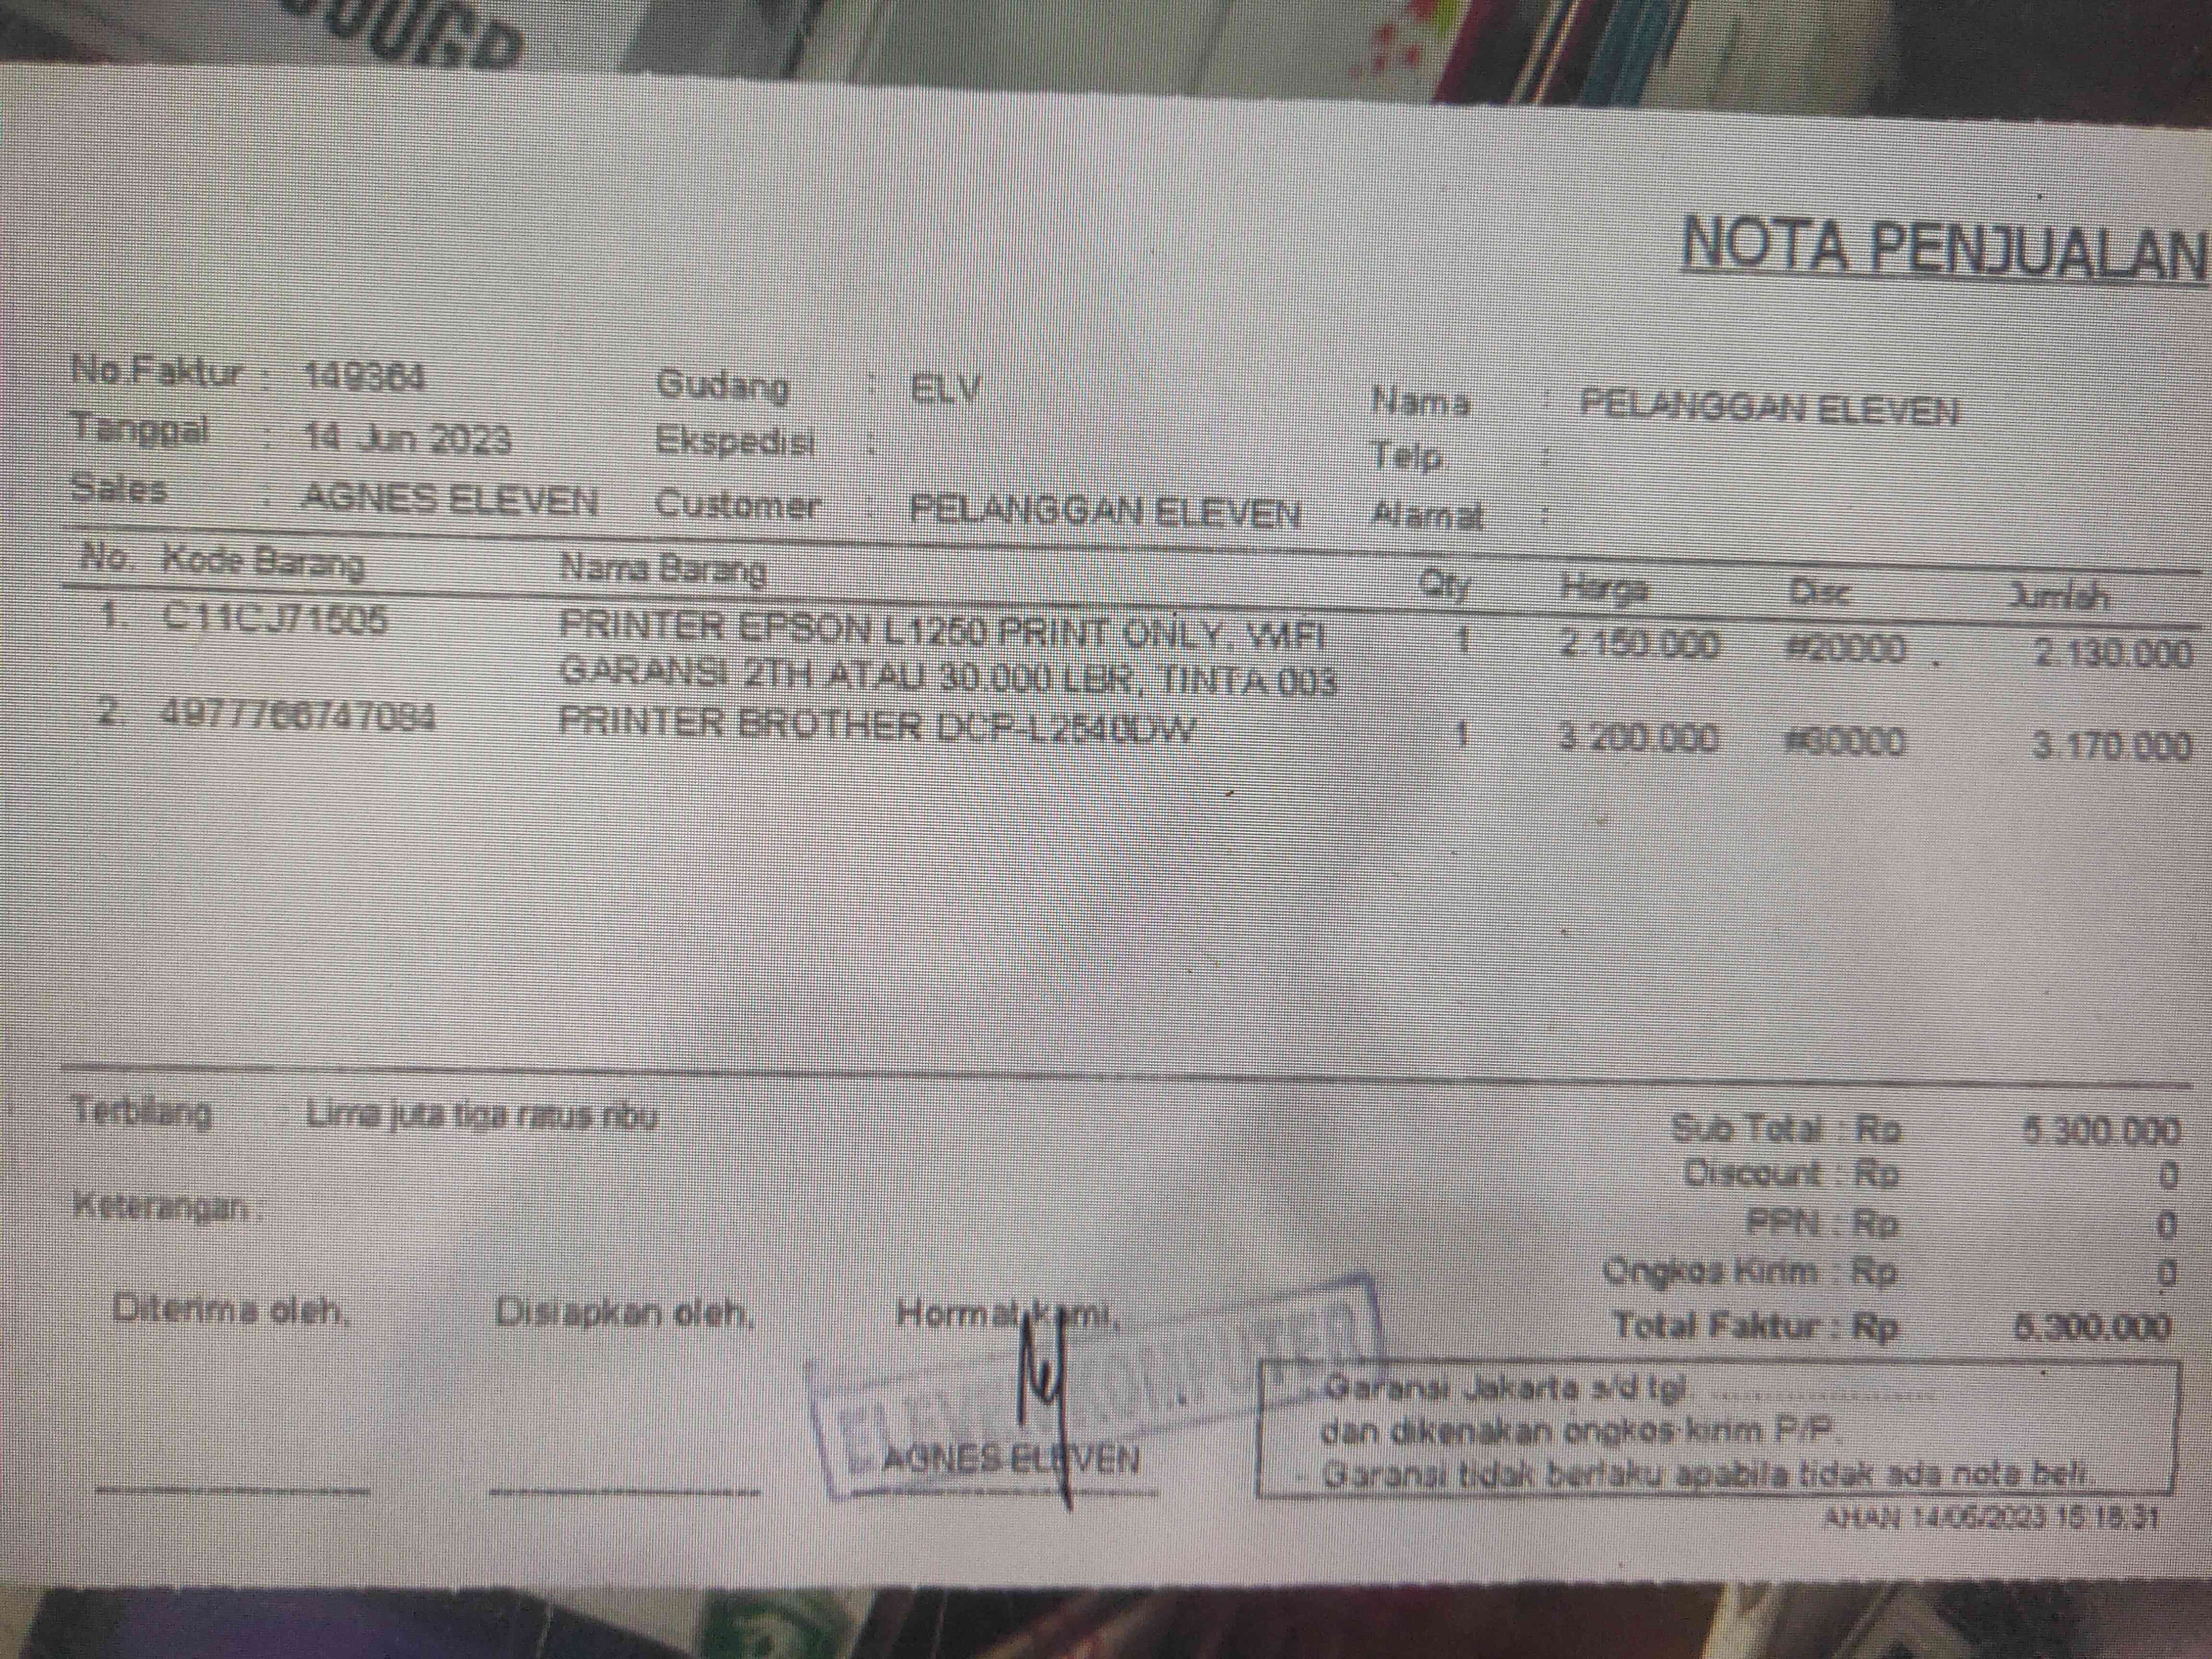 NOTA PENJUALAN
No.Faktur : 149364 Gudang : ELV Nama : PELANGGAN ELEVEN
Tanggal : 14 Jun 2023 Ekspedisi : Telp. :
Sales : AGNES ELEVEN Customer : PELANGGAN ELEVEN Alamat :
No. Kode Barang Nama Barang Qty Harga Disc Jumlah
1. C11CJ71505 PRINTER EPSON L1250 PRINT ONLY, WIFI 1 2.150.000 #20000 2.130.000
GARANSI 2TH ATAU 30.000 LBR, TINTA 003
2. 4977766747084 PRINTER BROTHER DCP-L2540DW 1 3.200.000 #30000 3.170.000
Terbilang : Lima juta tiga ratus ribu Sub Total : Rp 5.300.000
Discount : Rp 0
Keterangan : PPN : Rp 0
Ongkos Kirim : Rp 0
Diterima oleh, Disiapkan oleh, Hormat kami, Total Faktur : Rp 5.300.000
ELEVEN KOMPUTER
AGNES ELEVEN
Garansi Jakarta s/d tgl ....................
dan dikenakan ongkos kirim P/P.
- Garansi tidak berlaku apabila tidak ada nota beli.
AHAN 14/06/2023 15:18:31